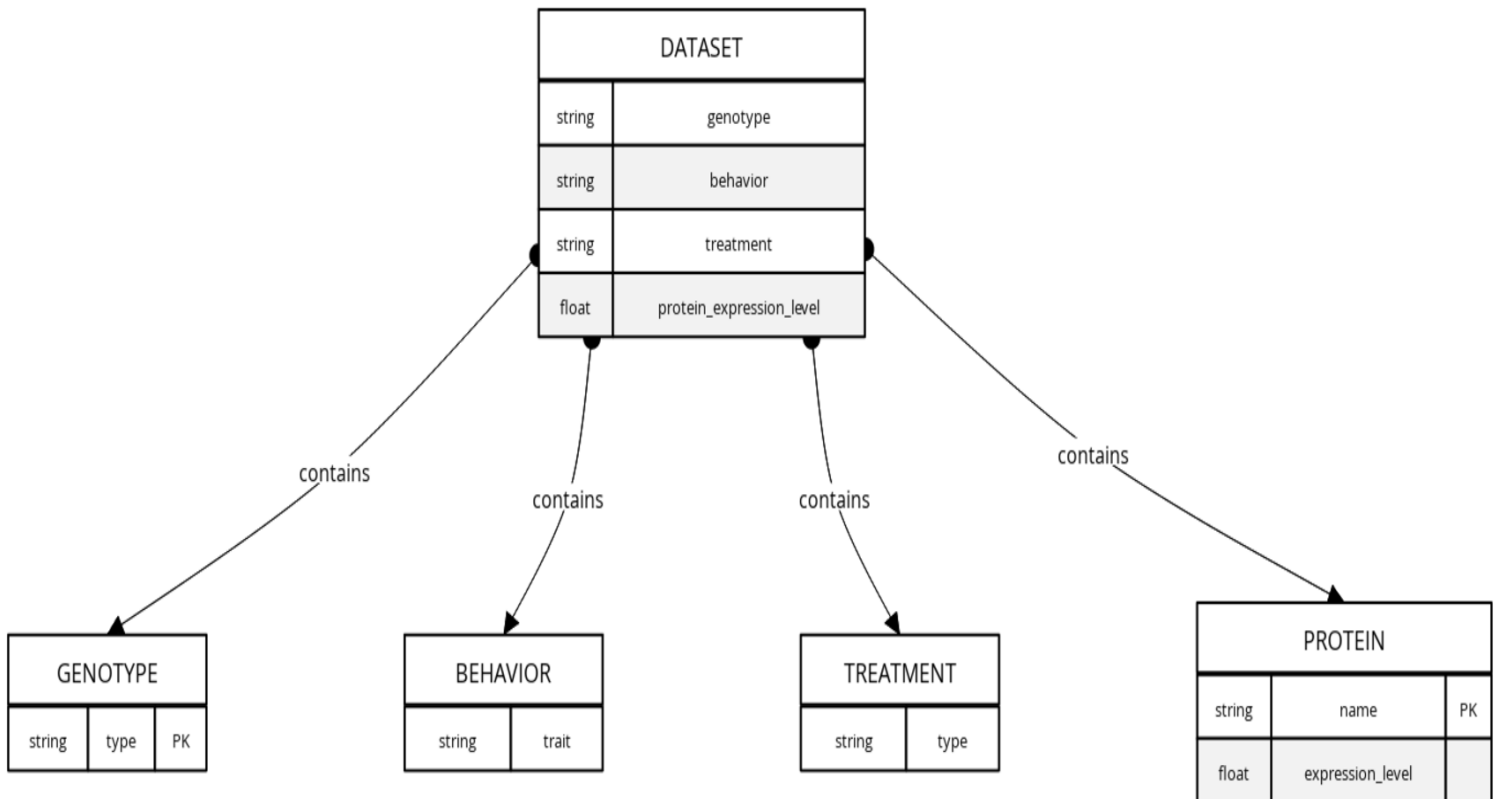 DATASET
string genotype
string behavior
string treatment
float protein_expression_level
contains
contains
contains
contains
GENOTYPE
string type PK
BEHAVIOR
string trait
TREATMENT
string type
PROTEIN
string name PK
float expression_level